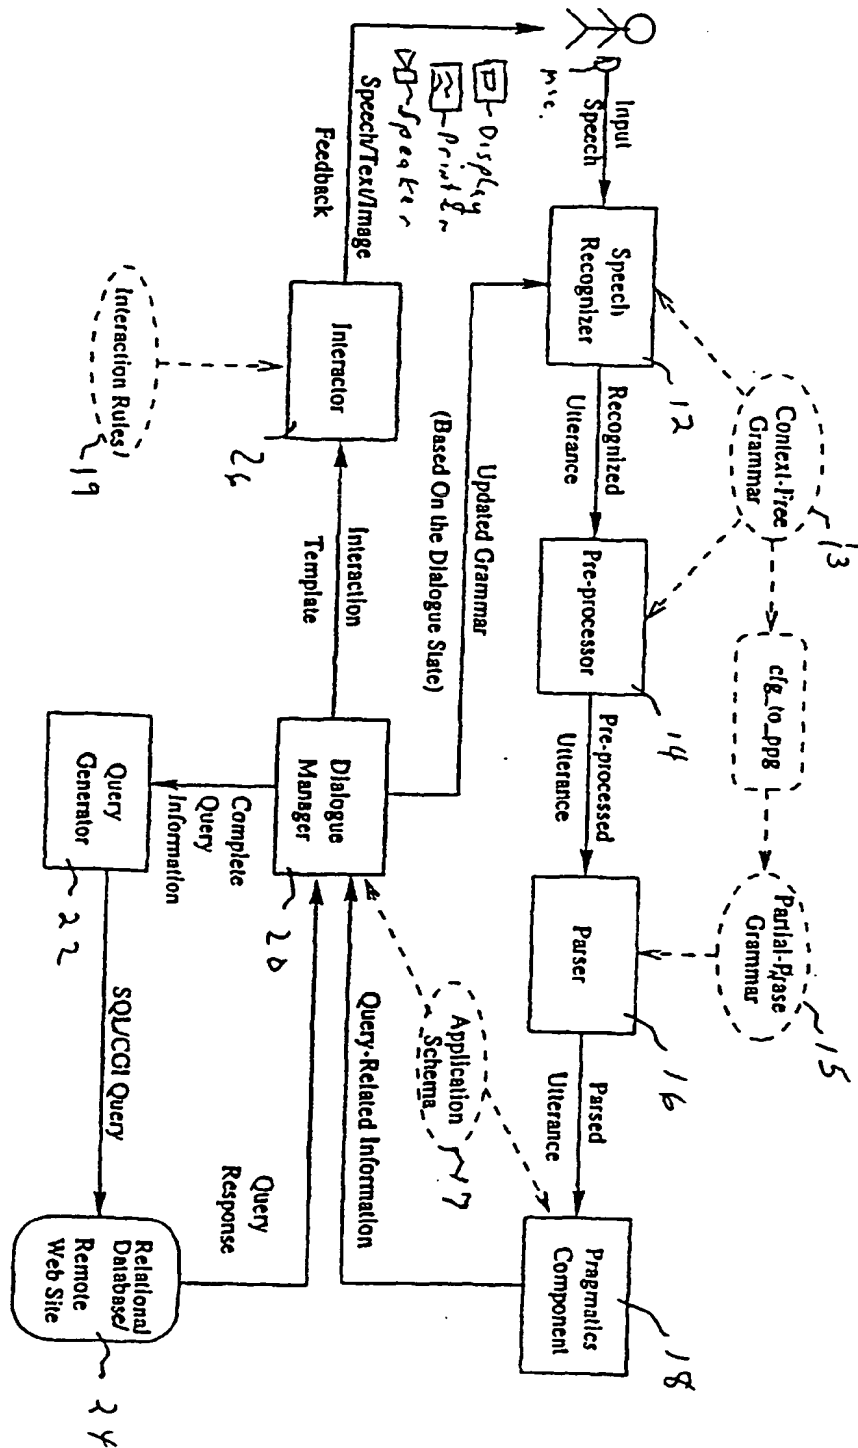 Context-Free
Grammar
13
cfg_to_ppg
Partial-Phrase
Grammar
15
mic.
Input
Speech
Speech
Recognizer
12
Recognized
Utterance
Pre-processor
14
Pre-processed
Utterance
Parser
16
Parsed
Utterance
Pragmatics
Component
18
Display
Printer
Speaker
Speech/Text/Image
Feedback
Updated Grammar
(Based On the Dialogue State)
Application
Schema
17
Query-Related Information
Interactor
Interaction
Template
Dialogue
Manager
20
Query
Response
Interaction Rules
19
Complete
Query
Information
Query
Generator
22
SQL/CGI Query
Relational
Database/
Remote
Web Site
24